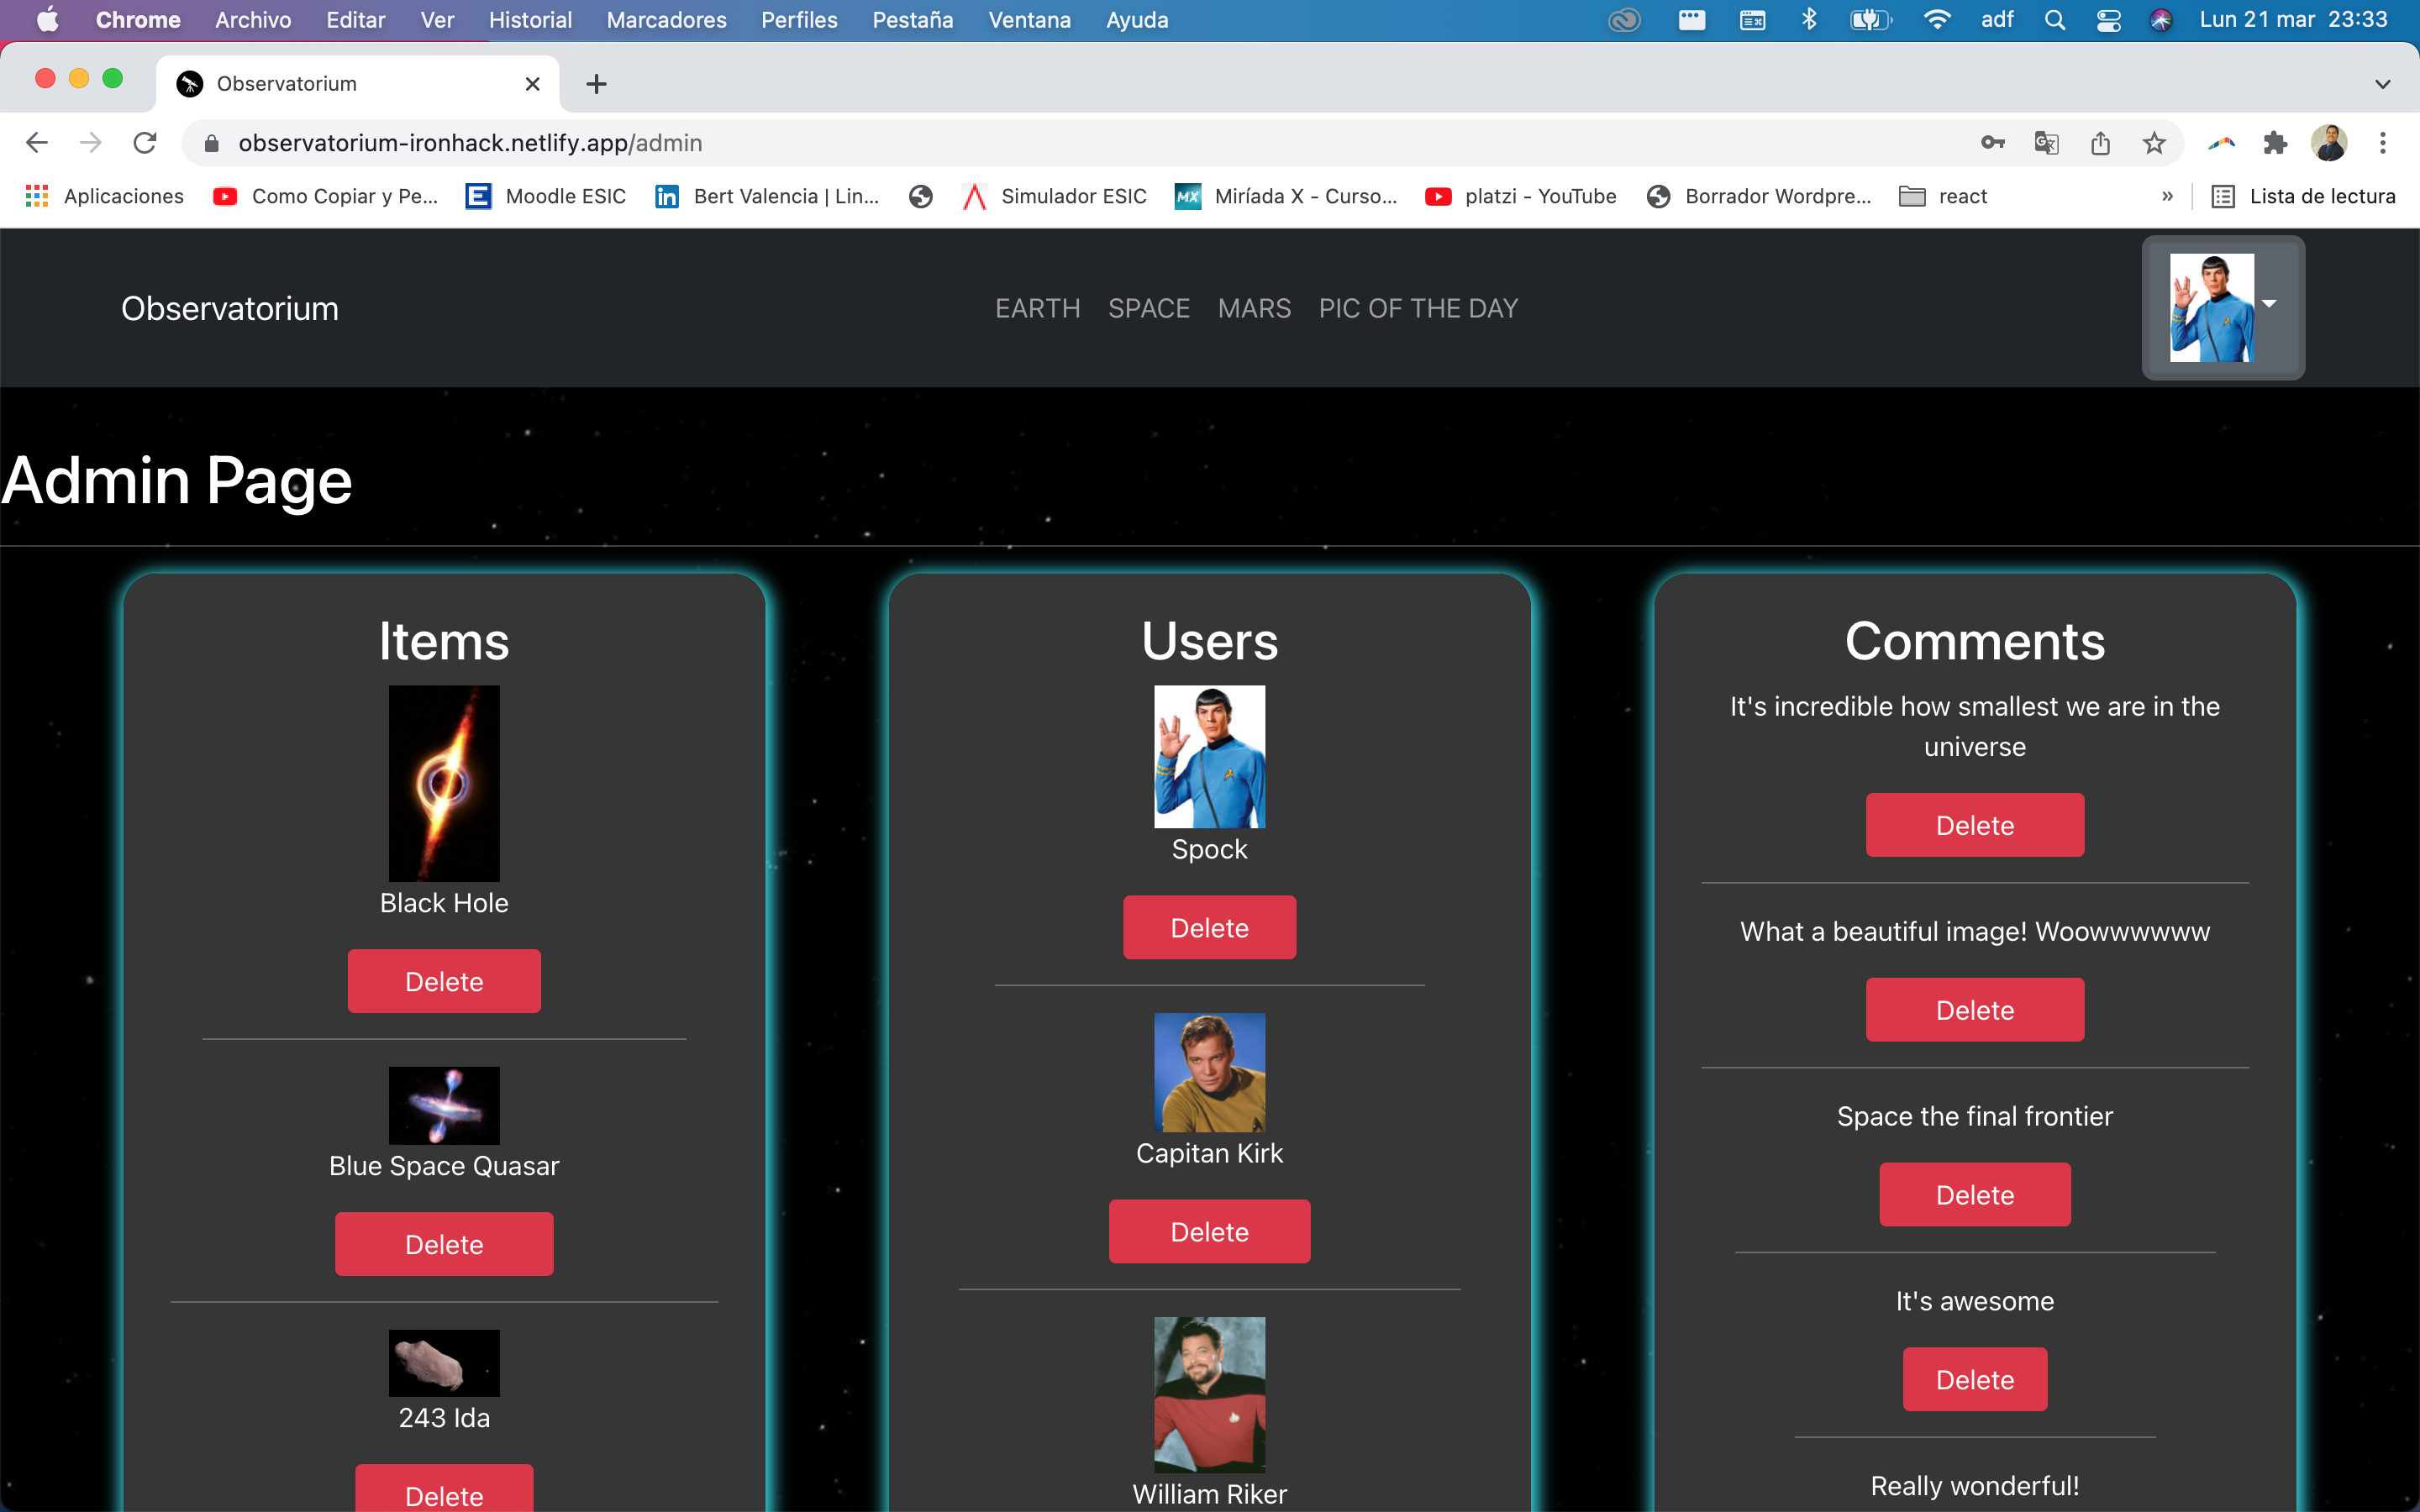 Chrome Archivo Editar Ver Historial Marcadores Perfiles Pestaña Ventana Ayuda adf Lun 21 mar 23:33
Observatorium
observatorium-ironhack.netlify.app/admin
Aplicaciones Como Copiar y Pe... Moodle ESIC Bert Valencia | Lin... Simulador ESIC Miríada X - Curso... platzi - YouTube Borrador Wordpre... react » Lista de lectura
Observatorium EARTH SPACE MARS PIC OF THE DAY
Admin Page
Items
Black Hole
Delete
Blue Space Quasar
Delete
243 Ida
Delete
Users
Spock
Delete
Capitan Kirk
Delete
William Riker
Comments
It's incredible how smallest we are in the
universe
Delete
What a beautiful image! Woowwwwww
Delete
Space the final frontier
Delete
It's awesome
Delete
Really wonderful!